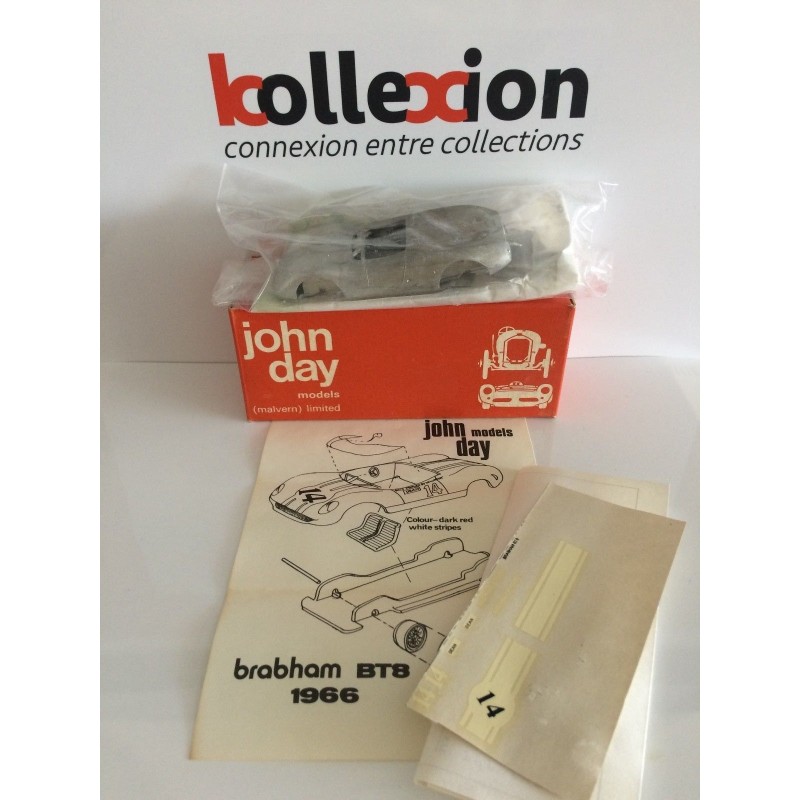 kollexion
connexion entre collections
john
day
models
(malvern) limited
john models
day
14
14
Colour—dark red
white stripes
brabham BT8
1966
14